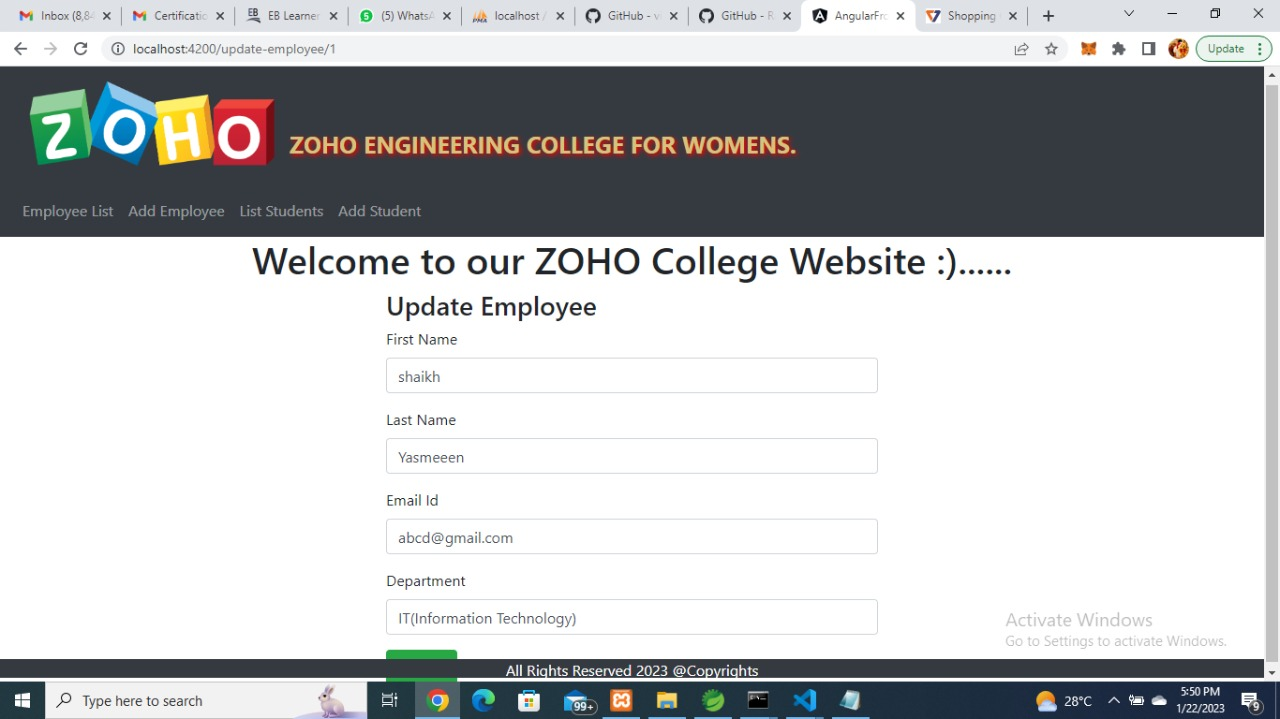 Inbox (8,84
Certificatio
EB Learner
(5) WhatsA
localhost /
GitHub - v
GitHub - R
AngularFro
Shopping
localhost:4200/update-employee/1
Update
ZOHO
ZOHO ENGINEERING COLLEGE FOR WOMENS.
Employee List Add Employee List Students Add Student
Welcome to our ZOHO College Website :)......
Update Employee
First Name
shaikh
Last Name
Yasmeeen
Email Id
abcd@gmail.com
Department
IT(Information Technology)
Activate Windows
Go to Settings to activate Windows.
All Rights Reserved 2023 @Copyrights
Type here to search
99+
28°C
5:50 PM
1/22/2023
9